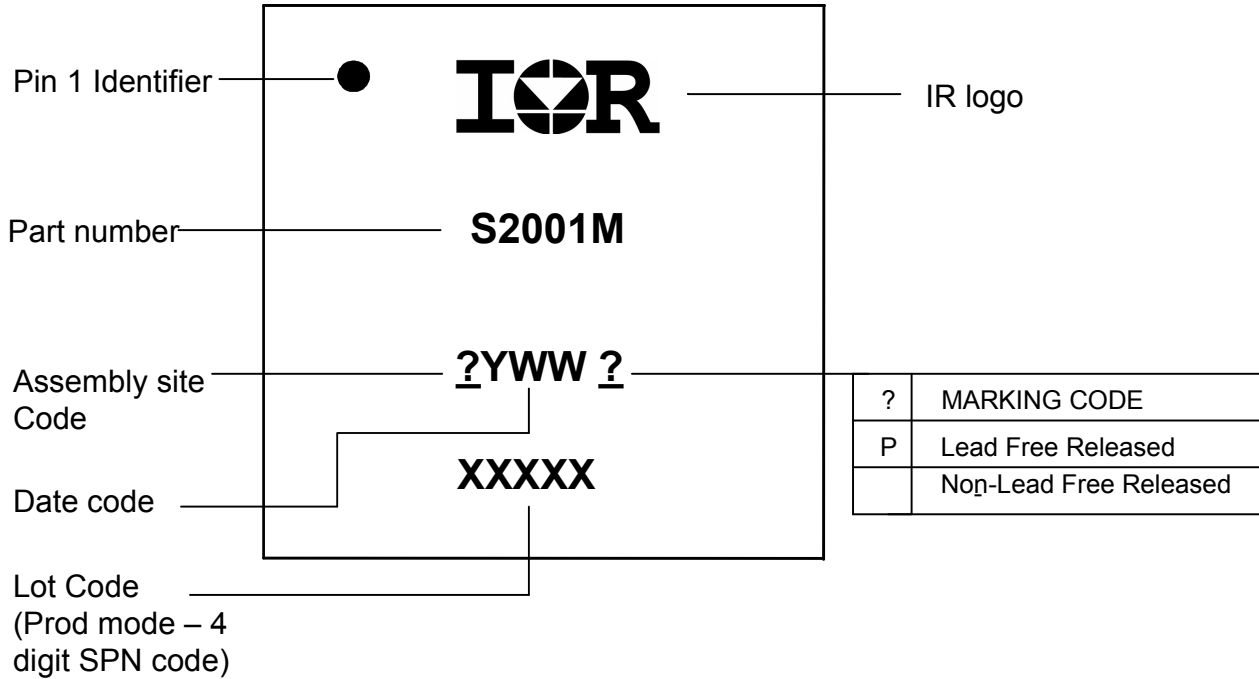 Pin 1 Identifier
IOR
IR logo
Part number
S2001M
Assembly site
Code
?YWW ?
? MARKING CODE
P Lead Free Released
Non-Lead Free Released
Date code
XXXXX
Lot Code
(Prod mode – 4
digit SPN code)